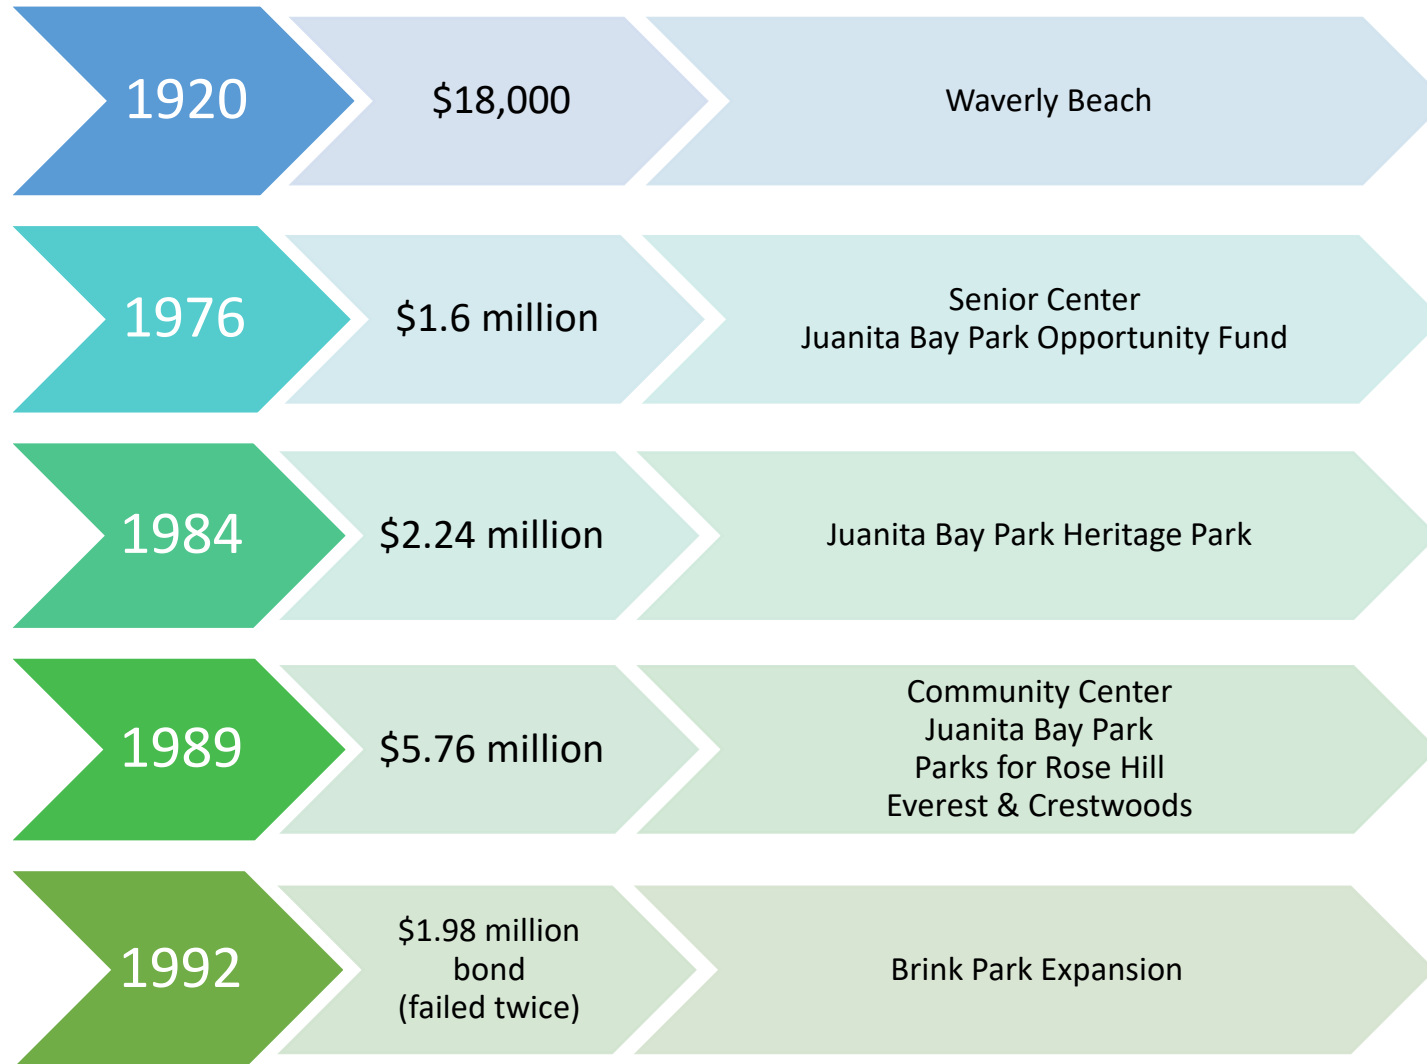 1920
$18,000
Waverly Beach
1976
$1.6 million
Senior Center
Juanita Bay Park Opportunity Fund
1984
$2.24 million
Juanita Bay Park Heritage Park
1989
$5.76 million
Community Center
Juanita Bay Park
Parks for Rose Hill
Everest & Crestwoods
1992
$1.98 million
bond
(failed twice)
Brink Park Expansion